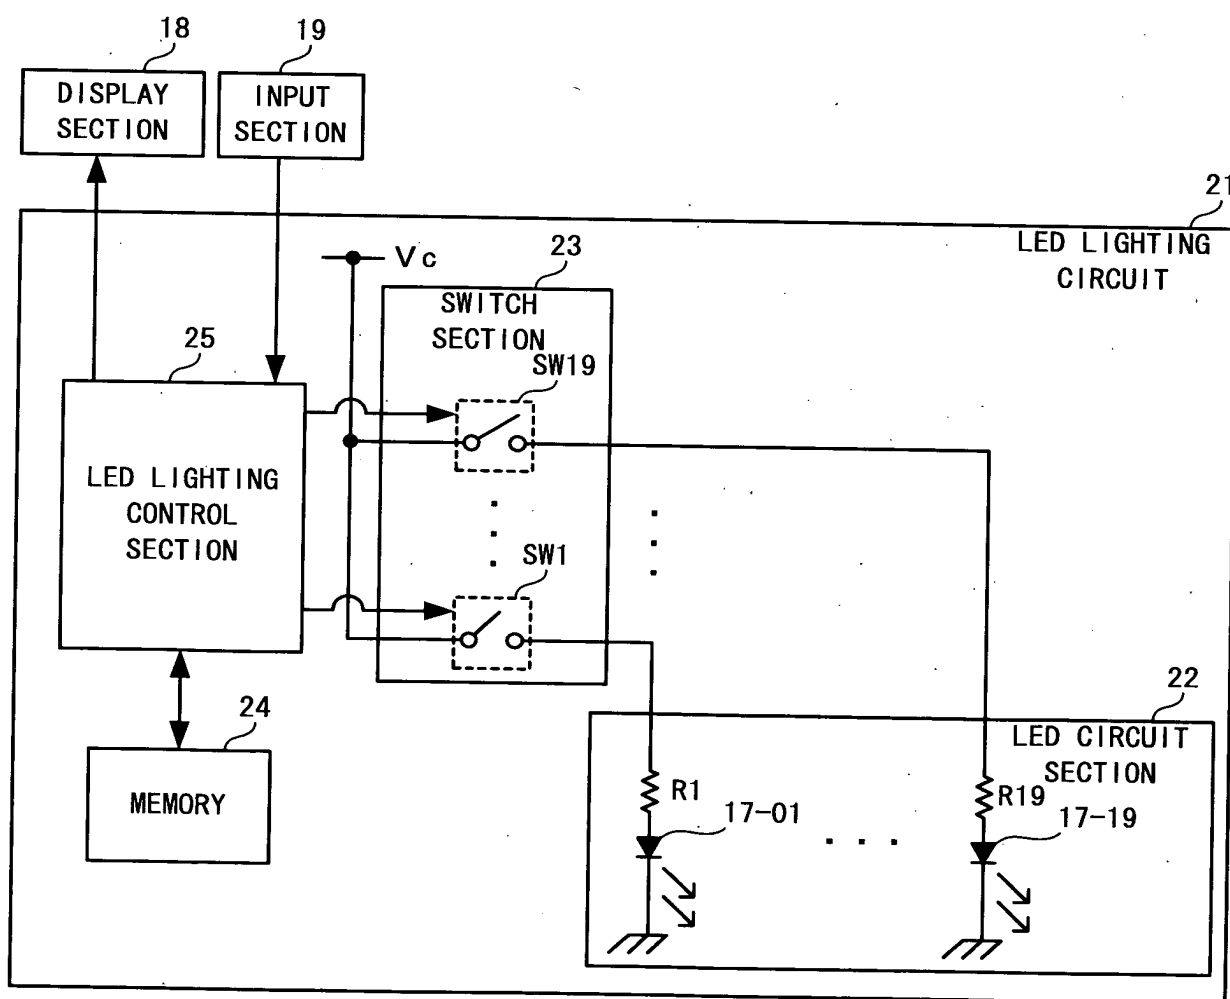 18
19
DISPLAY
SECTION
INPUT
SECTION
21
LED LIGHTING
CIRCUIT
Vc
23
SWITCH
SECTION
25
SW19
LED LIGHTING
CONTROL
SECTION
SW1
24
MEMORY
22
LED CIRCUIT
SECTION
R1
R19
17-01
17-19